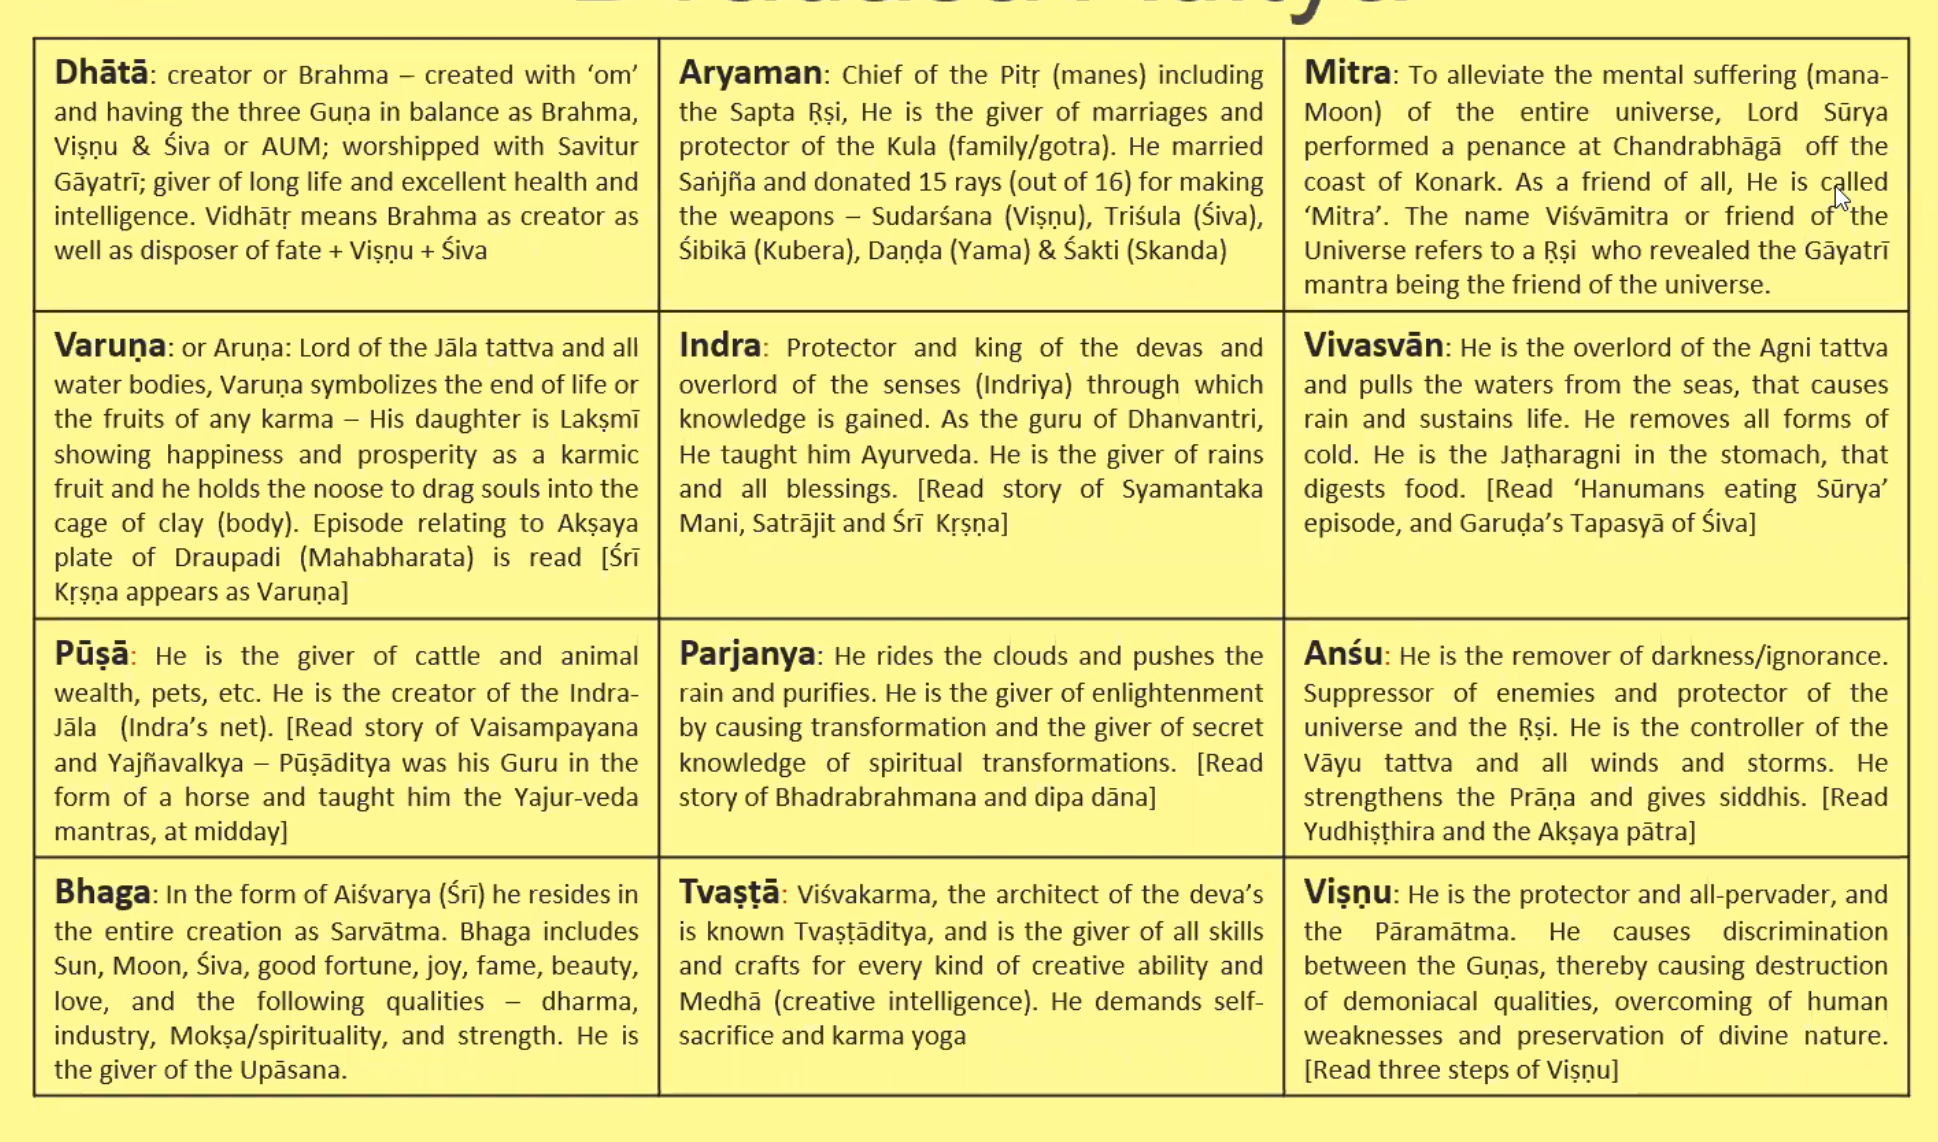 Dhātā: creator or Brahma – created with ‘om’
and having the three Guṇa in balance as Brahma,
Viṣṇu & Śiva or AUM; worshipped with Savitur
Gāyatrī; giver of long life and excellent health and
intelligence. Vidhātṛ means Brahma as creator as
well as disposer of fate + Viṣṇu + Śiva
Aryaman: Chief of the Pitṛ (manes) including
the Sapta Ṛṣi, He is the giver of marriages and
protector of the Kula (family/gotra). He married
Saṅjña and donated 15 rays (out of 16) for making
the weapons – Sudarśana (Viṣṇu), Triśula (Śiva),
Śibikā (Kubera), Daṇḍa (Yama) & Śakti (Skanda)
Mitra: To alleviate the mental suffering (mana-
Moon) of the entire universe, Lord Sūrya
performed a penance at Chandrabhāgā off the
coast of Konark. As a friend of all, He is called
‘Mitra’. The name Viśvāmitra or friend of the
Universe refers to a Ṛṣi who revealed the Gāyatrī
mantra being the friend of the universe.
Varuṇa: or Aruṇa: Lord of the Jāla tattva and all
water bodies, Varuṇa symbolizes the end of life or
the fruits of any karma – His daughter is Lakṣmī
showing happiness and prosperity as a karmic
fruit and he holds the noose to drag souls into the
cage of clay (body). Episode relating to Akṣaya
plate of Draupadi (Mahabharata) is read [Śrī
Kṛṣṇa appears as Varuṇa]
Indra: Protector and king of the devas and
overlord of the senses (Indriya) through which
knowledge is gained. As the guru of Dhanvantri,
He taught him Ayurveda. He is the giver of rains
and all blessings. [Read story of Syamantaka
Mani, Satrājit and Śrī Kṛṣṇa]
Vivasvān: He is the overlord of the Agni tattva
and pulls the waters from the seas, that causes
rain and sustains life. He removes all forms of
cold. He is the Jaṭharagni in the stomach, that
digests food. [Read ‘Hanumans eating Sūrya’
episode, and Garuḍa’s Tapasyā of Śiva]
Pūṣā: He is the giver of cattle and animal
wealth, pets, etc. He is the creator of the Indra-
Jāla (Indra’s net). [Read story of Vaisampayana
and Yajñavalkya – Pūṣāditya was his Guru in the
form of a horse and taught him the Yajur-veda
mantras, at midday]
Parjanya: He rides the clouds and pushes the
rain and purifies. He is the giver of enlightenment
by causing transformation and the giver of secret
knowledge of spiritual transformations. [Read
story of Bhadrabrahmana and dipa dāna]
Anśu: He is the remover of darkness/ignorance.
Suppressor of enemies and protector of the
universe and the Ṛṣi. He is the controller of the
Vāyu tattva and all winds and storms. He
strengthens the Prāṇa and gives siddhis. [Read
Yudhiṣṭhira and the Akṣaya pātra]
Bhaga: In the form of Aiśvarya (Śrī) he resides in
the entire creation as Sarvātma. Bhaga includes
Sun, Moon, Śiva, good fortune, joy, fame, beauty,
love, and the following qualities – dharma,
industry, Mokṣa/spirituality, and strength. He is
the giver of the Upāsana.
Tvaṣṭā: Viśvakarma, the architect of the deva’s
is known Tvaṣṭāditya, and is the giver of all skills
and crafts for every kind of creative ability and
Medhā (creative intelligence). He demands self-
sacrifice and karma yoga
Viṣṇu: He is the protector and all-pervader, and
the Pāramātma. He causes discrimination
between the Guṇas, thereby causing destruction
of demoniacal qualities, overcoming of human
weaknesses and preservation of divine nature.
[Read three steps of Viṣṇu]